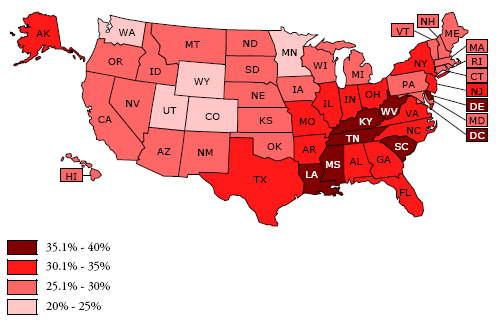 AK
WA
MT
ND
MN
VT
NH
ME
OR
ID
SD
WI
MI
NY
MA
RI
WY
NE
IA
PA
CT
NV
UT
CO
IL
IN
OH
NJ
CA
KS
MO
KY
WV
VA
DE
MD
AZ
NM
OK
AR
TN
NC
DC
SC
HI
TX
LA
MS
AL
GA
FL
35.1% - 40%
30.1% - 35%
25.1% - 30%
20% - 25%